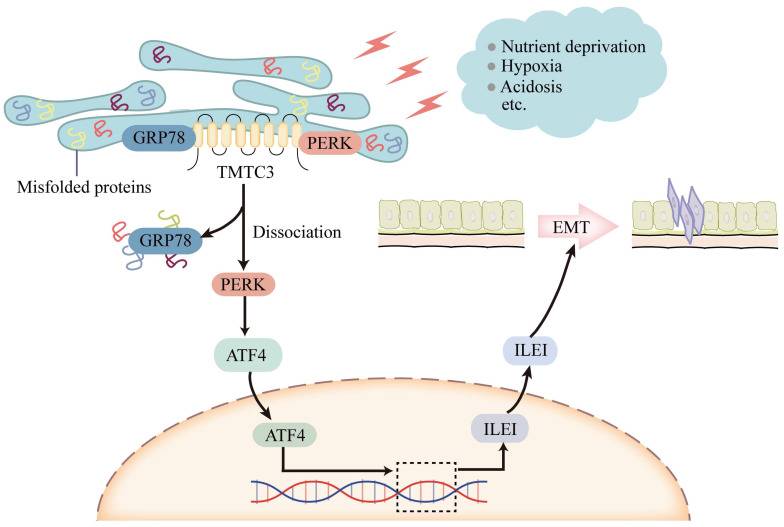 Nutrient deprivation
Hypoxia
Acidosis
etc.
GRP78
PERK
TMTC3
Misfolded proteins
GRP78
Dissociation
EMT
PERK
ATF4
ILEI
ATF4
ILEI